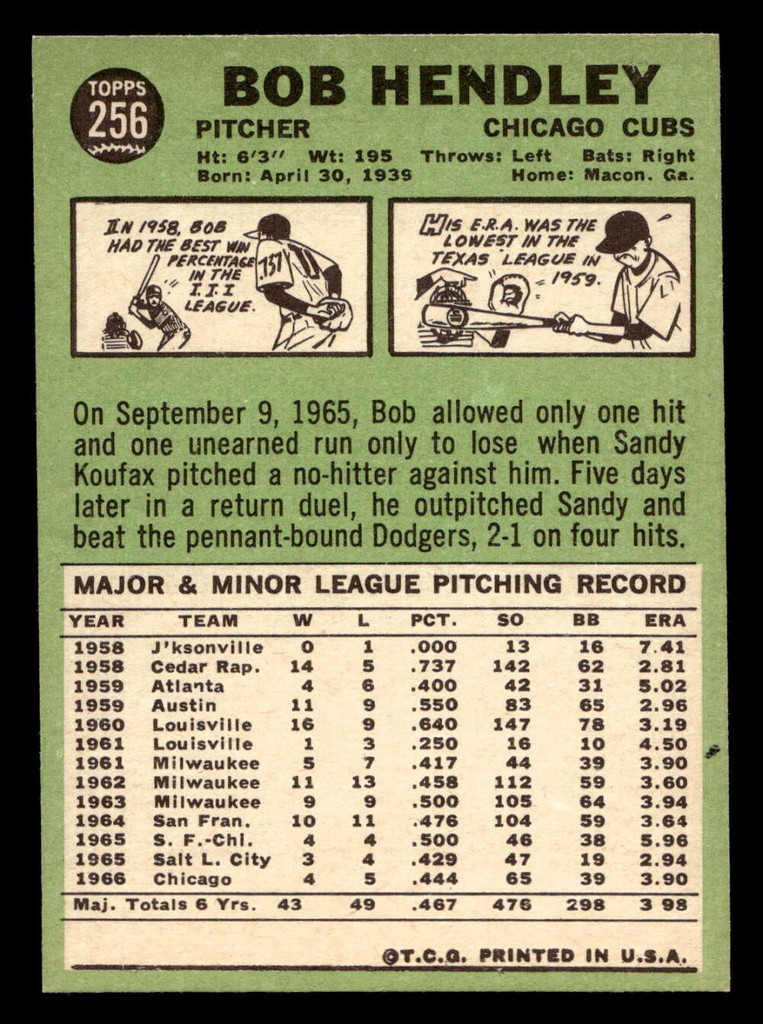 TOPPS
256
BOB HENDLEY
PITCHER CHICAGO CUBS
Ht: 6'3" Wt: 195 Throws: Left Bats: Right
Born: April 30, 1939 Home: Macon. Ga.
IN 1958, BOB
HAD THE BEST WIN
PERCENTAGE
IN THE
I.I.I
LEAGUE.
.737
HIS E.R.A. WAS THE
LOWEST IN THE
TEXAS LEAGUE IN
1959.
On September 9, 1965, Bob allowed only one hit
and one unearned run only to lose when Sandy
Koufax pitched a no-hitter against him. Five days
later in a return duel, he outpitched Sandy and
beat the pennant-bound Dodgers, 2-1 on four hits.
MAJOR & MINOR LEAGUE PITCHING RECORD
YEAR TEAM W L PCT. SO BB ERA
1958 J'ksonville 0 1 .000 13 16 7.41
1958 Cedar Rap. 14 5 .737 142 62 2.81
1959 Atlanta 4 6 .400 42 31 5.02
1959 Austin 11 9 .550 83 65 2.96
1960 Louisville 16 9 .640 147 78 3.19
1961 Louisville 1 3 .250 16 10 4.50
1961 Milwaukee 5 7 .417 44 39 3.90
1962 Milwaukee 11 13 .458 112 59 3.60
1963 Milwaukee 9 9 .500 105 64 3.94
1964 San Fran. 10 11 .476 104 59 3.64
1965 S. F.-Chi. 4 4 .500 46 38 5.96
1965 Salt L. City 3 4 .429 47 19 2.94
1966 Chicago 4 5 .444 65 39 3.90
Maj. Totals 6 Yrs. 43 49 .467 476 298 3 98
©T.C.G. PRINTED IN U.S.A.